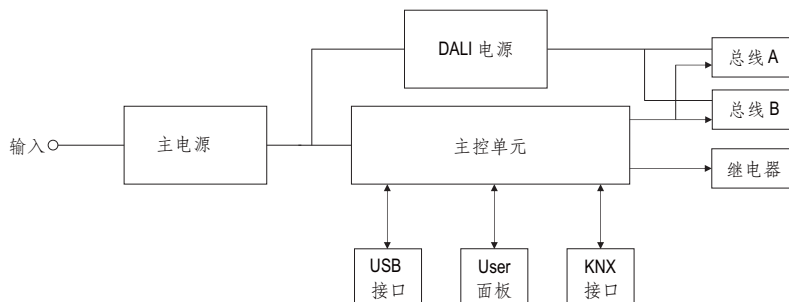 DALI 电源
总线 A
总线 B
输入
主电源
主控单元
继电器
USB
接口
User
面板
KNX
接口